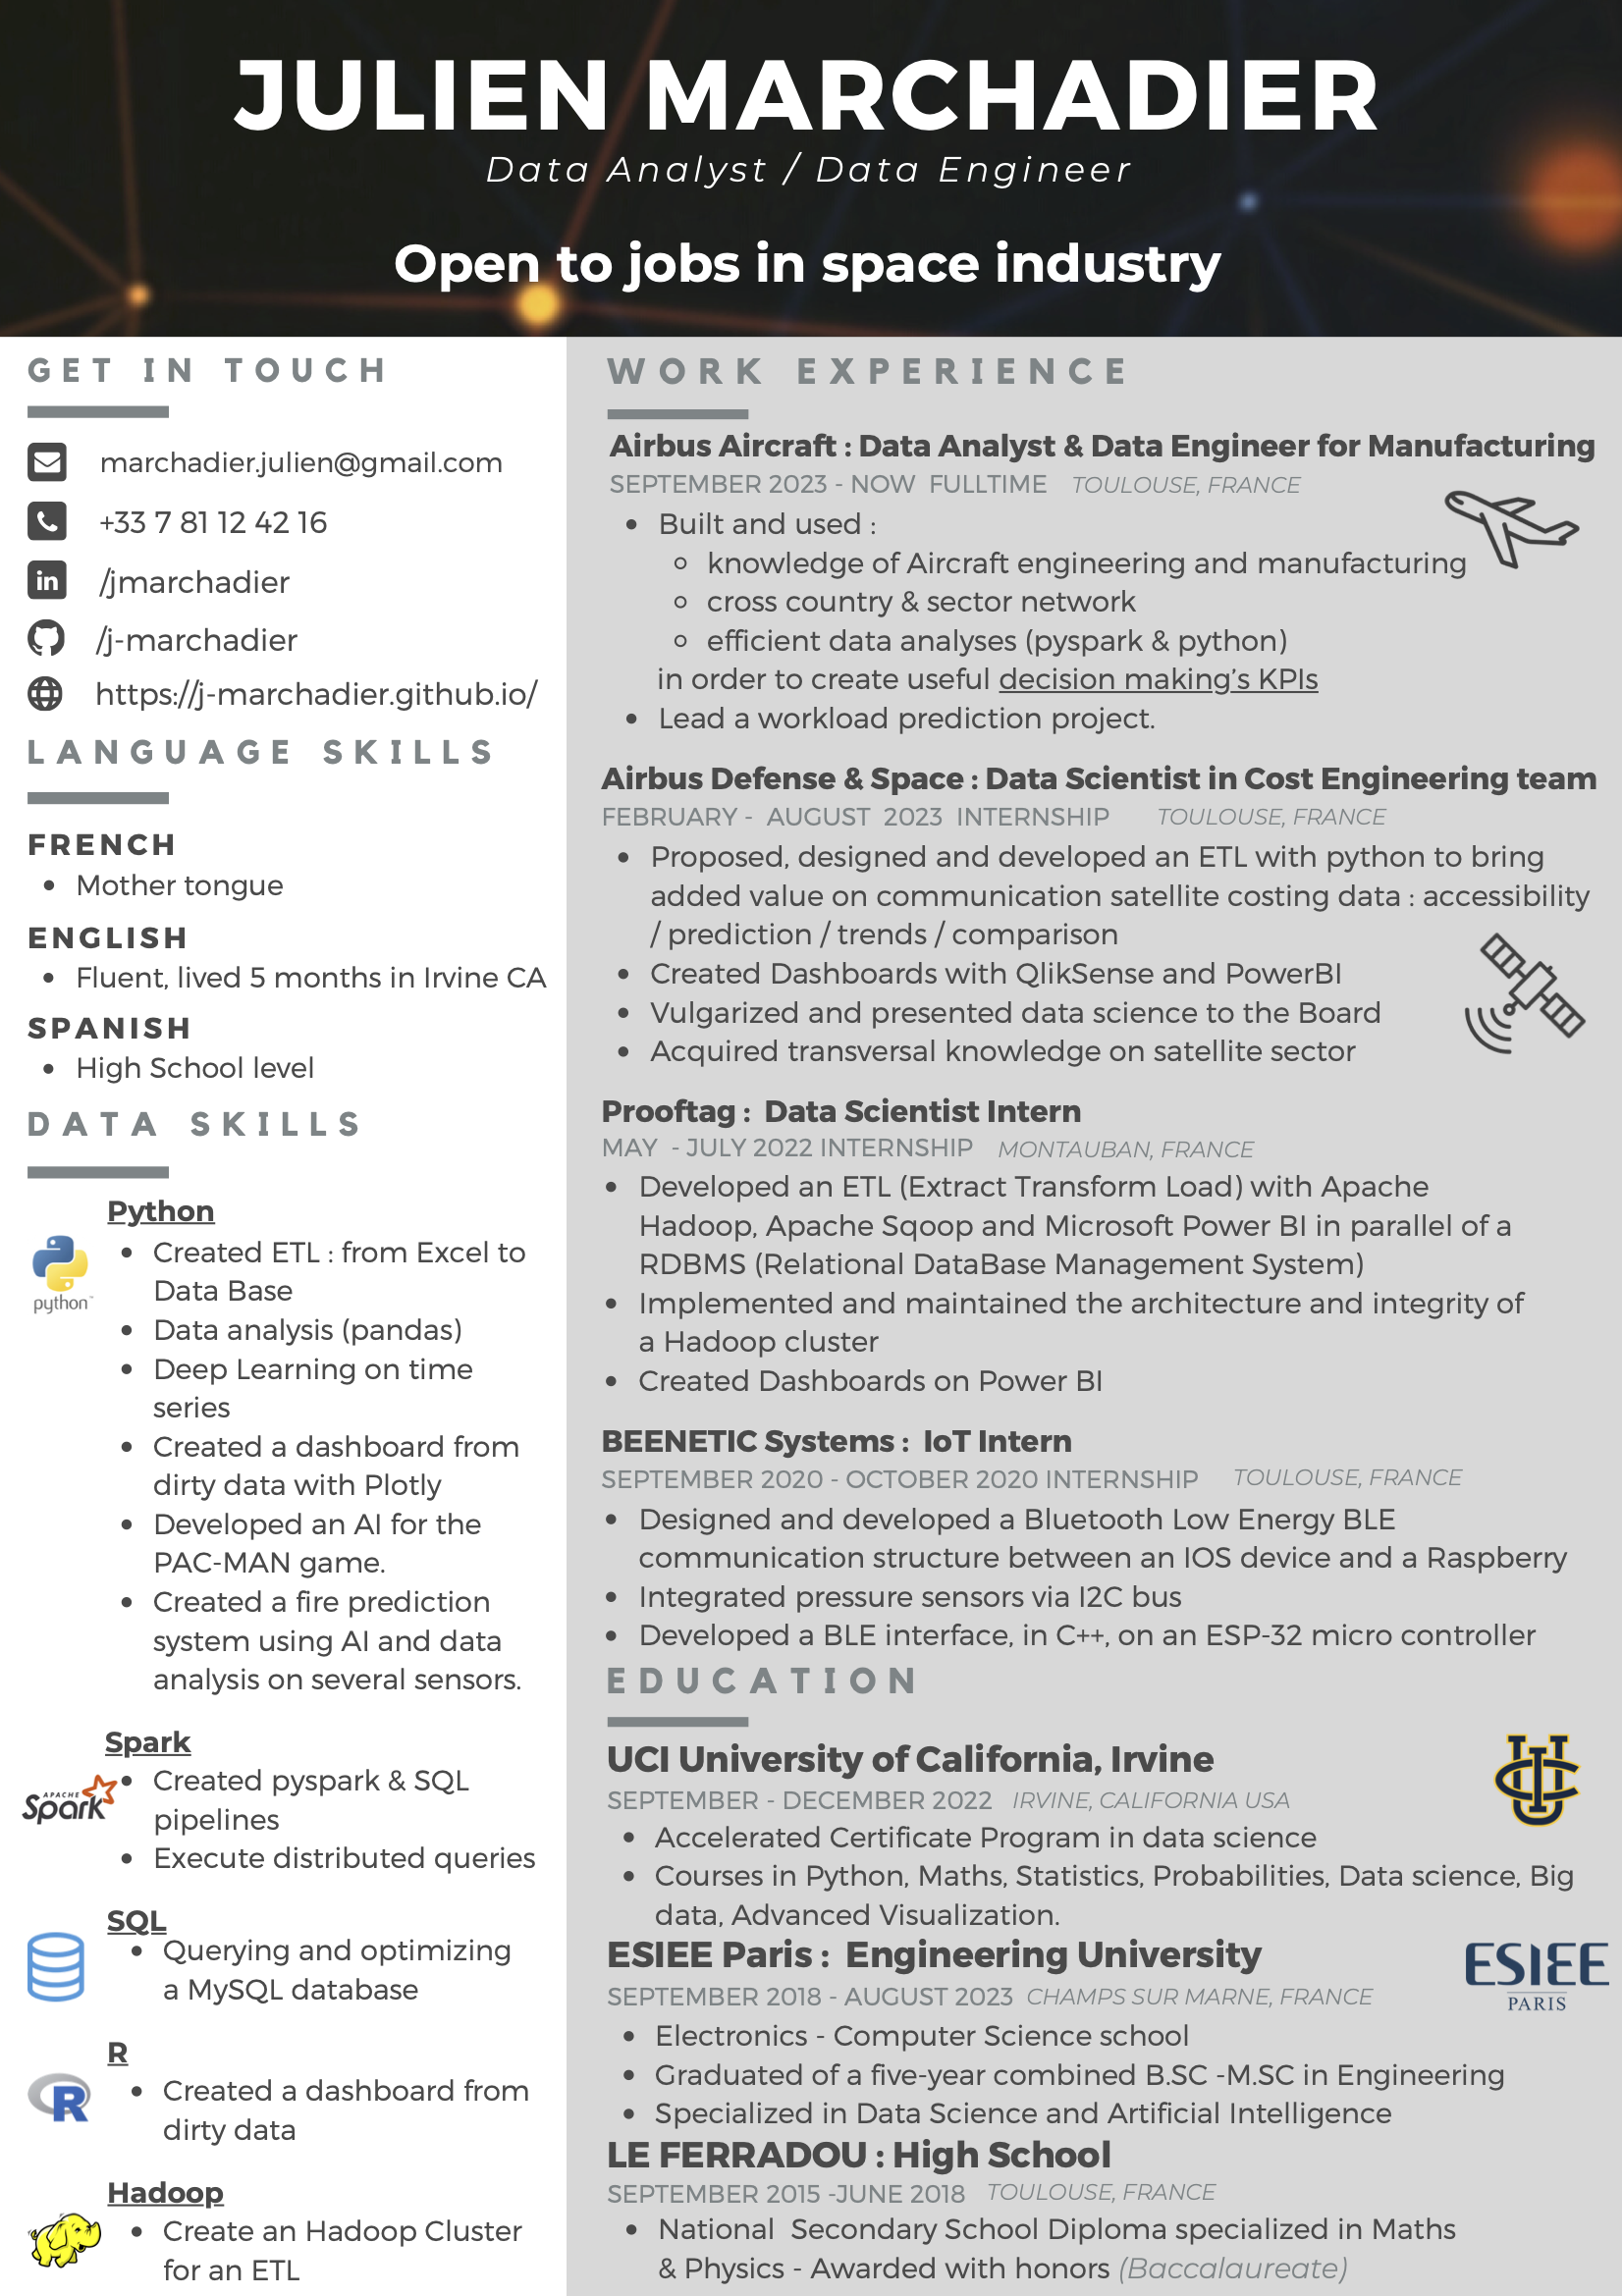 JULIEN MARCHADIER
Data Analyst / Data Engineer
Open to jobs in space industry
GET IN TOUCH
marchadier.julien@gmail.com
+33 7 81 12 42 16
in
/jmarchadier
/j-marchadier
https://j-marchadier.github.io/
LANGUAGE SKILLS
FRENCH
• Mother tongue
ENGLISH
• Fluent, lived 5 months in Irvine CA
SPANISH
• High School level
DATA SKILLS
Python
python™
• Created ETL : from Excel to
Data Base
• Data analysis (pandas)
• Deep Learning on time
series
• Created a dashboard from
dirty data with Plotly
• Developed an AI for the
PAC-MAN game.
• Created a fire prediction
system using AI and data
analysis on several sensors.
Spark
APACHE
Spark
• Created pyspark & SQL
pipelines
• Execute distributed queries
SQL
• Querying and optimizing
a MySQL database
R
R
• Created a dashboard from
dirty data
Hadoop
• Create an Hadoop Cluster
for an ETL
WORK EXPERIENCE
Airbus Aircraft : Data Analyst & Data Engineer for Manufacturing
SEPTEMBER 2023 - NOW FULLTIME TOULOUSE, FRANCE
• Built and used :
◦ knowledge of Aircraft engineering and manufacturing
◦ cross country & sector network
◦ efficient data analyses (pyspark & python)
in order to create useful decision making's KPIs
• Lead a workload prediction project.
Airbus Defense & Space : Data Scientist in Cost Engineering team
FEBRUARY - AUGUST 2023 INTERNSHIP TOULOUSE, FRANCE
• Proposed, designed and developed an ETL with python to bring
added value on communication satellite costing data : accessibility
/ prediction / trends / comparison
• Created Dashboards with QlikSense and PowerBI
• Vulgarized and presented data science to the Board
• Acquired transversal knowledge on satellite sector
Prooftag : Data Scientist Intern
MAY - JULY 2022 INTERNSHIP MONTAUBAN, FRANCE
• Developed an ETL (Extract Transform Load) with Apache
Hadoop, Apache Sqoop and Microsoft Power BI in parallel of a
RDBMS (Relational DataBase Management System)
• Implemented and maintained the architecture and integrity of
a Hadoop cluster
• Created Dashboards on Power BI
BEENETIC Systems : IoT Intern
SEPTEMBER 2020 - OCTOBER 2020 INTERNSHIP TOULOUSE, FRANCE
• Designed and developed a Bluetooth Low Energy BLE
communication structure between an IOS device and a Raspberry
• Integrated pressure sensors via I2C bus
• Developed a BLE interface, in C++, on an ESP-32 micro controller
EDUCATION
UCI University of California, Irvine
SEPTEMBER - DECEMBER 2022 IRVINE, CALIFORNIA USA
• Accelerated Certificate Program in data science
• Courses in Python, Maths, Statistics, Probabilities, Data science, Big
data, Advanced Visualization.
UCI
ESIEE Paris : Engineering University
SEPTEMBER 2018 - AUGUST 2023 CHAMPS SUR MARNE, FRANCE
ESIEE
PARIS
• Electronics - Computer Science school
• Graduated of a five-year combined B.SC -M.SC in Engineering
• Specialized in Data Science and Artificial Intelligence
LE FERRADOU : High School
SEPTEMBER 2015 -JUNE 2018 TOULOUSE, FRANCE
• National Secondary School Diploma specialized in Maths
& Physics - Awarded with honors (Baccalaureate)